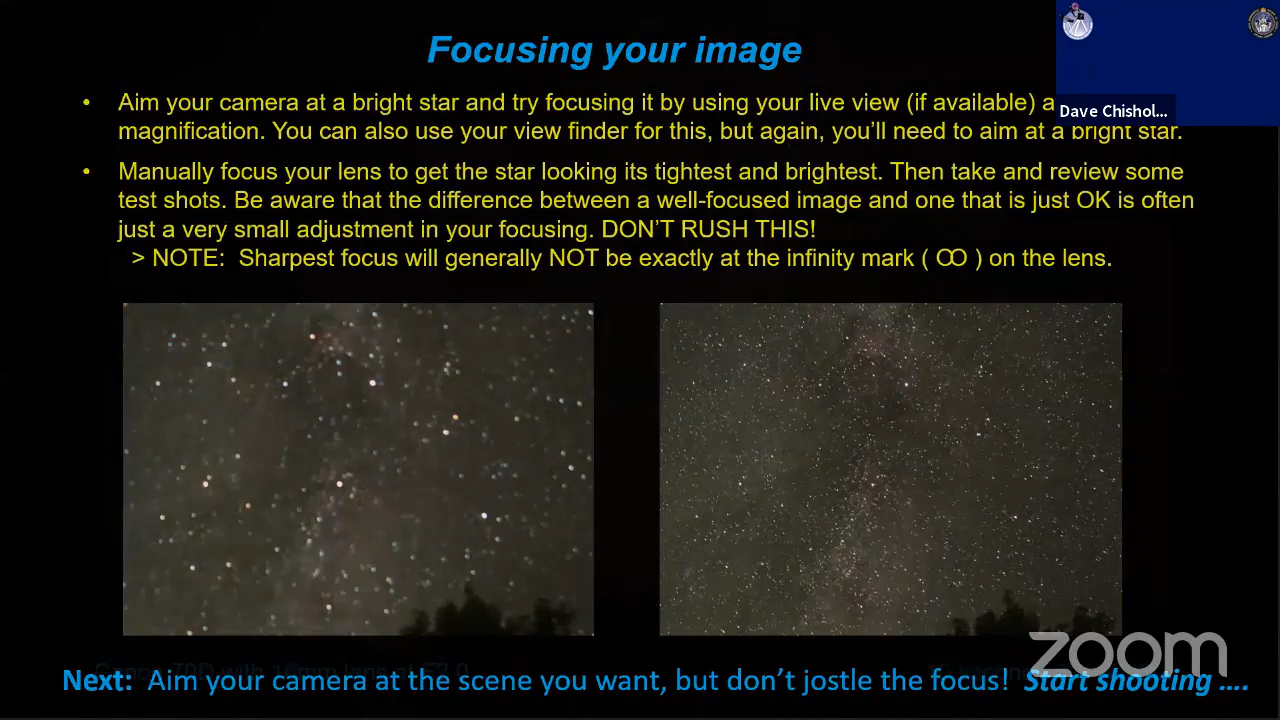 Focusing your image
Dave Chishol...
• Aim your camera at a bright star and try focusing it by using your live view (if available) a
magnification. You can also use your view finder for this, but again, you'll need to aim at a bright star.
• Manually focus your lens to get the star looking its tightest and brightest. Then take and review some
test shots. Be aware that the difference between a well-focused image and one that is just OK is often
just a very small adjustment in your focusing. DON'T RUSH THIS!
> NOTE: Sharpest focus will generally NOT be exactly at the infinity mark ( ꝏ ) on the lens.
zoom
Next: Aim your camera at the scene you want, but don't jostle the focus! Start shooting ....